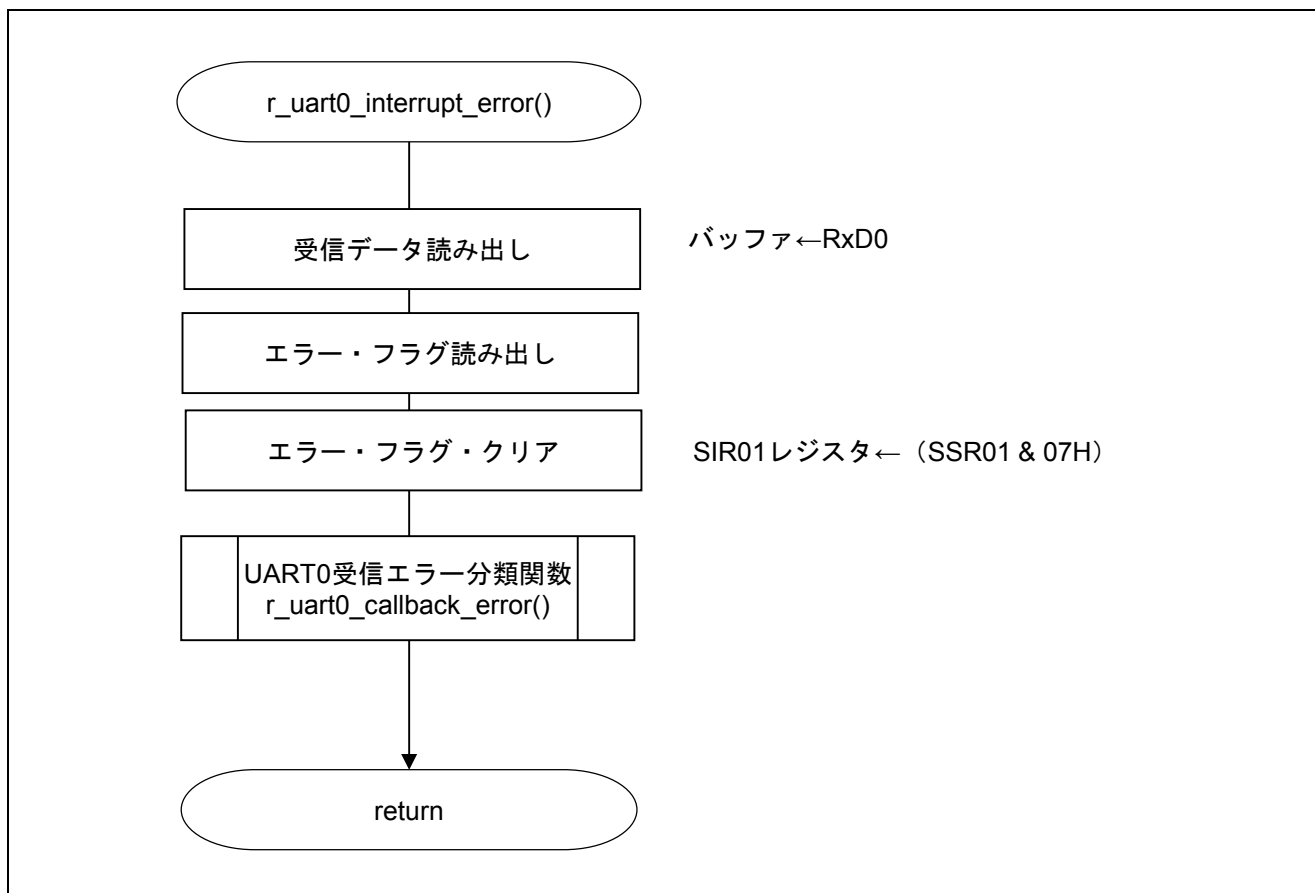 r_uart0_interrupt_error()
受信データ読み出し
バッファ←RxD0
エラー・フラグ読み出し
エラー・フラグ・クリア
SIR01レジスタ←（SSR01 & 07H）
UART0受信エラー分類関数
r_uart0_callback_error()
return